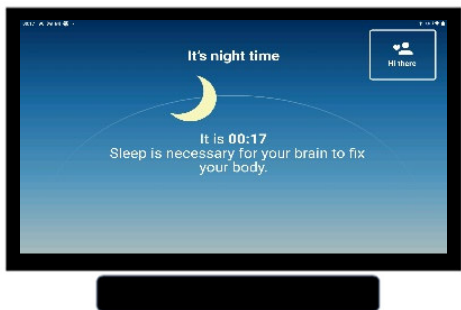 It's night time
Hi there
It is 00:17
Sleep is necessary for your brain to fix
your body.